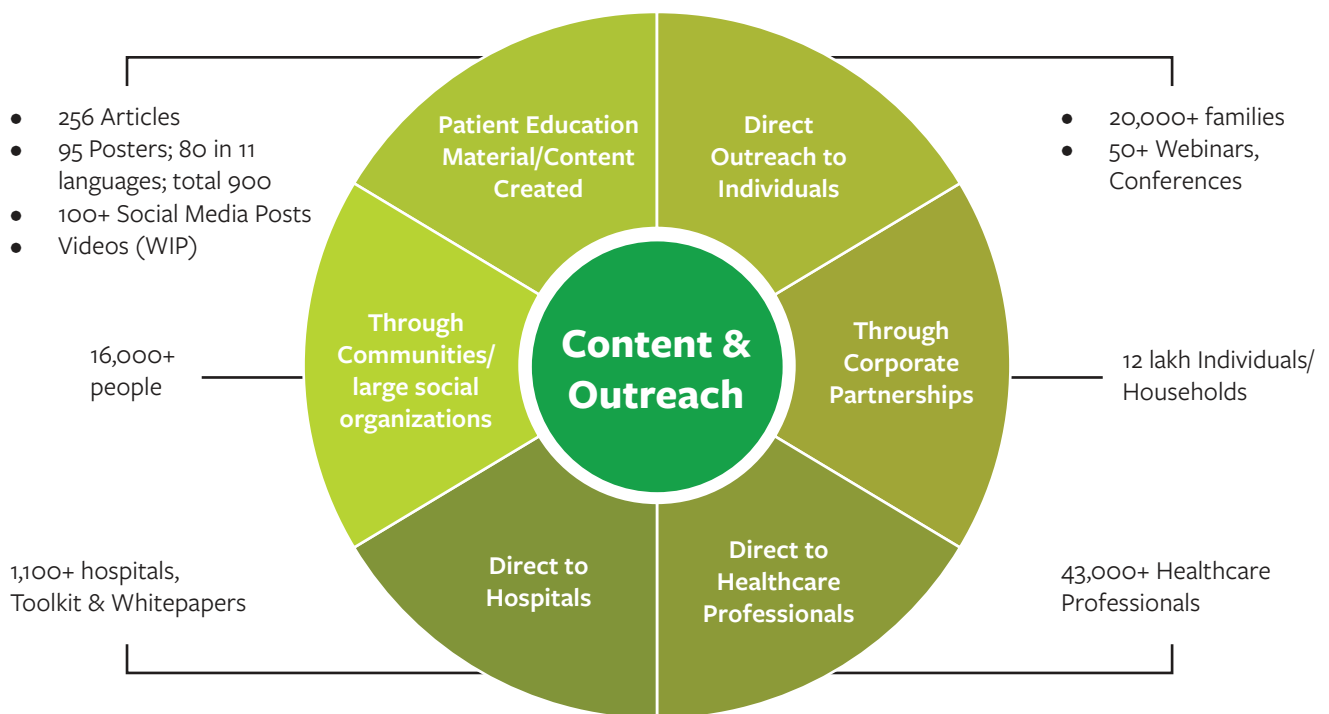 • 256 Articles
• 95 Posters; 80 in 11
languages; total 900
• 100+ Social Media Posts
• Videos (WIP)
Patient Education
Material/Content
Created
Direct
Outreach to
Individuals
• 20,000+ families
• 50+ Webinars,
Conferences
16,000+
people
Through
Communities/
large social
organizations
Content &
Outreach
Through
Corporate
Partnerships
12 lakh Individuals/
Households
1,100+ hospitals,
Toolkit & Whitepapers
Direct to
Hospitals
Direct to
Healthcare
Professionals
43,000+ Healthcare
Professionals